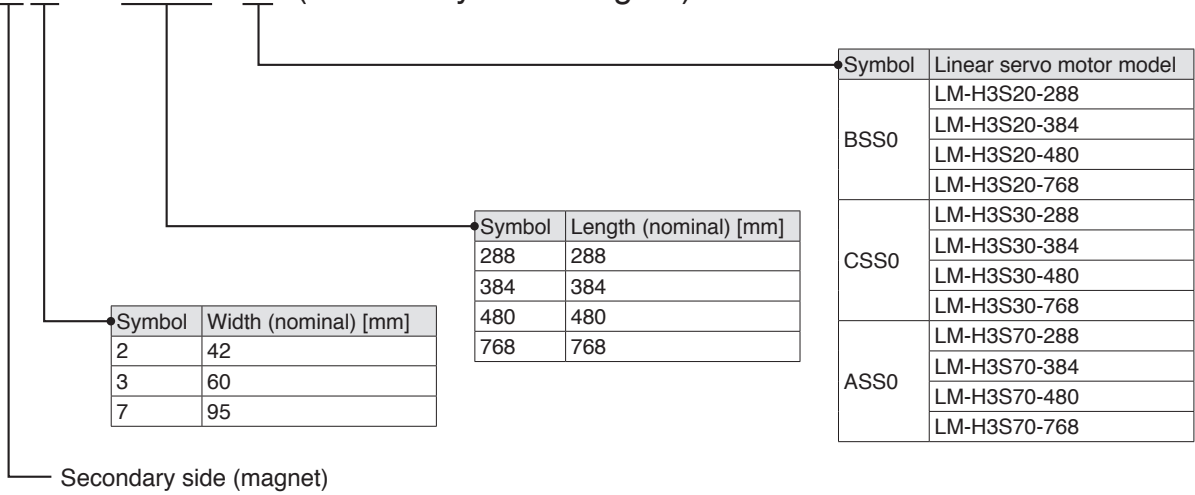 Symbol Linear servo motor model
BSS0
LM-H3S20-288
LM-H3S20-384
LM-H3S20-480
LM-H3S20-768
CSS0
LM-H3S30-288
LM-H3S30-384
LM-H3S30-480
LM-H3S30-768
ASS0
LM-H3S70-288
LM-H3S70-384
LM-H3S70-480
LM-H3S70-768
Symbol Length (nominal) [mm]
288 288
384 384
480 480
768 768
Symbol Width (nominal) [mm]
2 42
3 60
7 95
Secondary side (magnet)